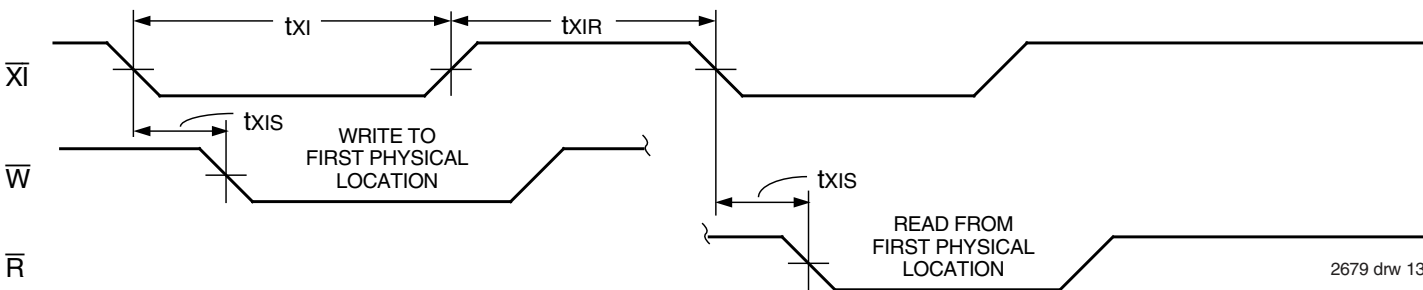 tXI
tXIR
XI
tXIS
WRITE TO
FIRST PHYSICAL
LOCATION
W
tXIS
READ FROM
FIRST PHYSICAL
LOCATION
R
2679 drw 13